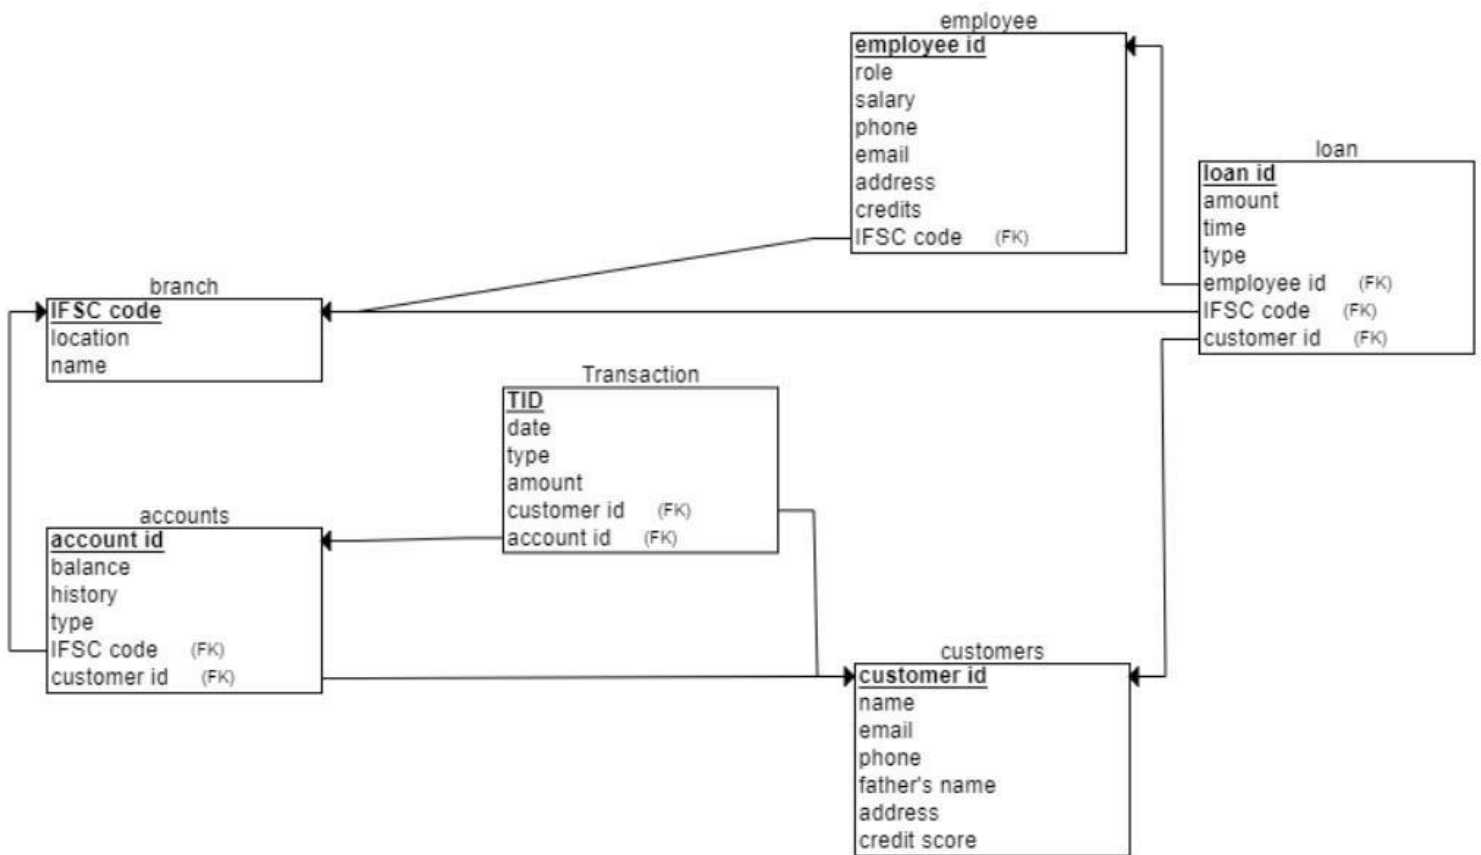 employee
employee id
role
salary
phone
email
address
credits
IFSC code (FK)
loan
loan id
amount
time
type
employee id (FK)
IFSC code (FK)
customer id (FK)
branch
IFSC code
location
name
Transaction
TID
date
type
amount
customer id (FK)
account id (FK)
accounts
account id
balance
history
type
IFSC code (FK)
customer id (FK)
customers
customer id
name
email
phone
father's name
address
credit score